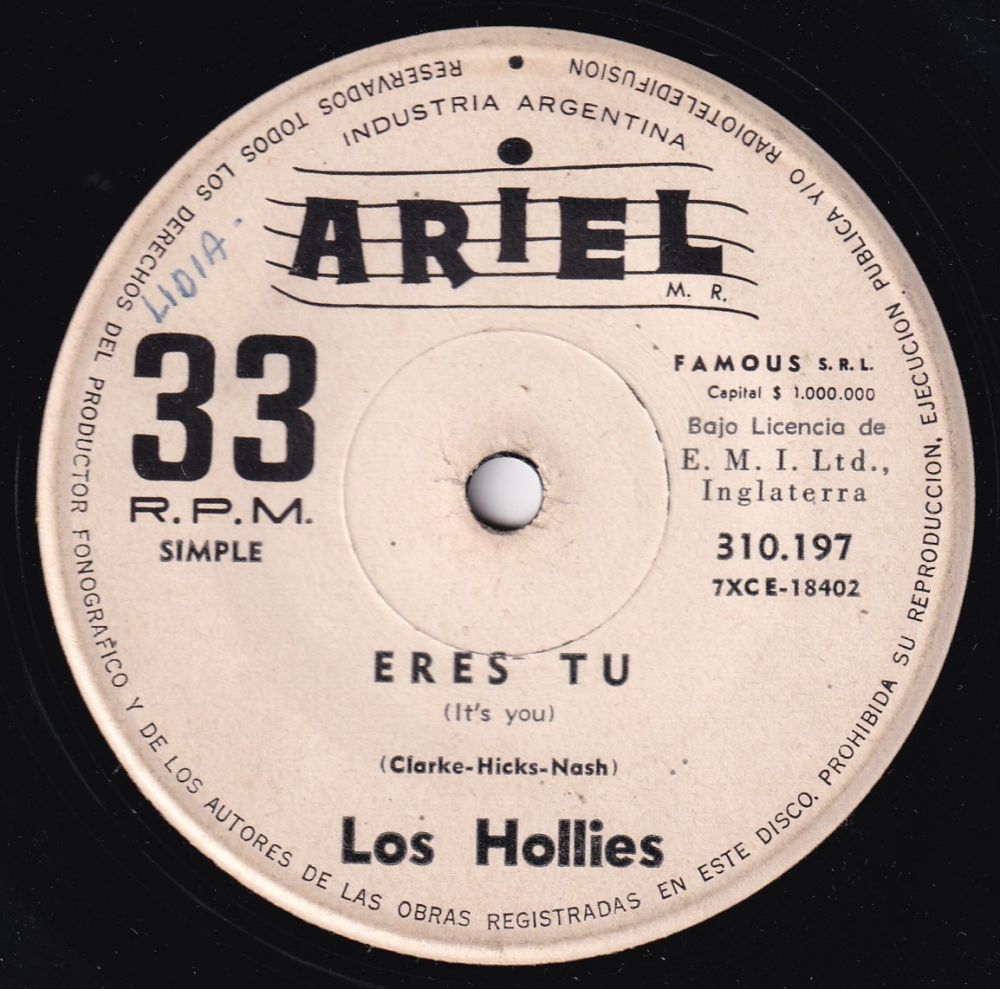 RESERVADOS TODOS LOS DERECHOS DEL PRODUCTOR FONOGRAFICO Y DE LOS AUTORES DE LAS OBRAS REGISTRADAS EN ESTE DISCO. PROHIBIDA SU REPRODUCCION, EJECUCION PUBLICA Y/O RADIOTELEDIFUSION
INDUSTRIA ARGENTINA
ARiEL
M. R.
LIDIA-
33
R.P.M.
SIMPLE
FAMOUS S.R.L.
Capital $ 1.000.000
Bajo Licencia de
E. M. I. Ltd.,
Inglaterra
310.197
7XCE-18402
ERES TU
(It's you)
(Clarke-Hicks-Nash)
Los Hollies